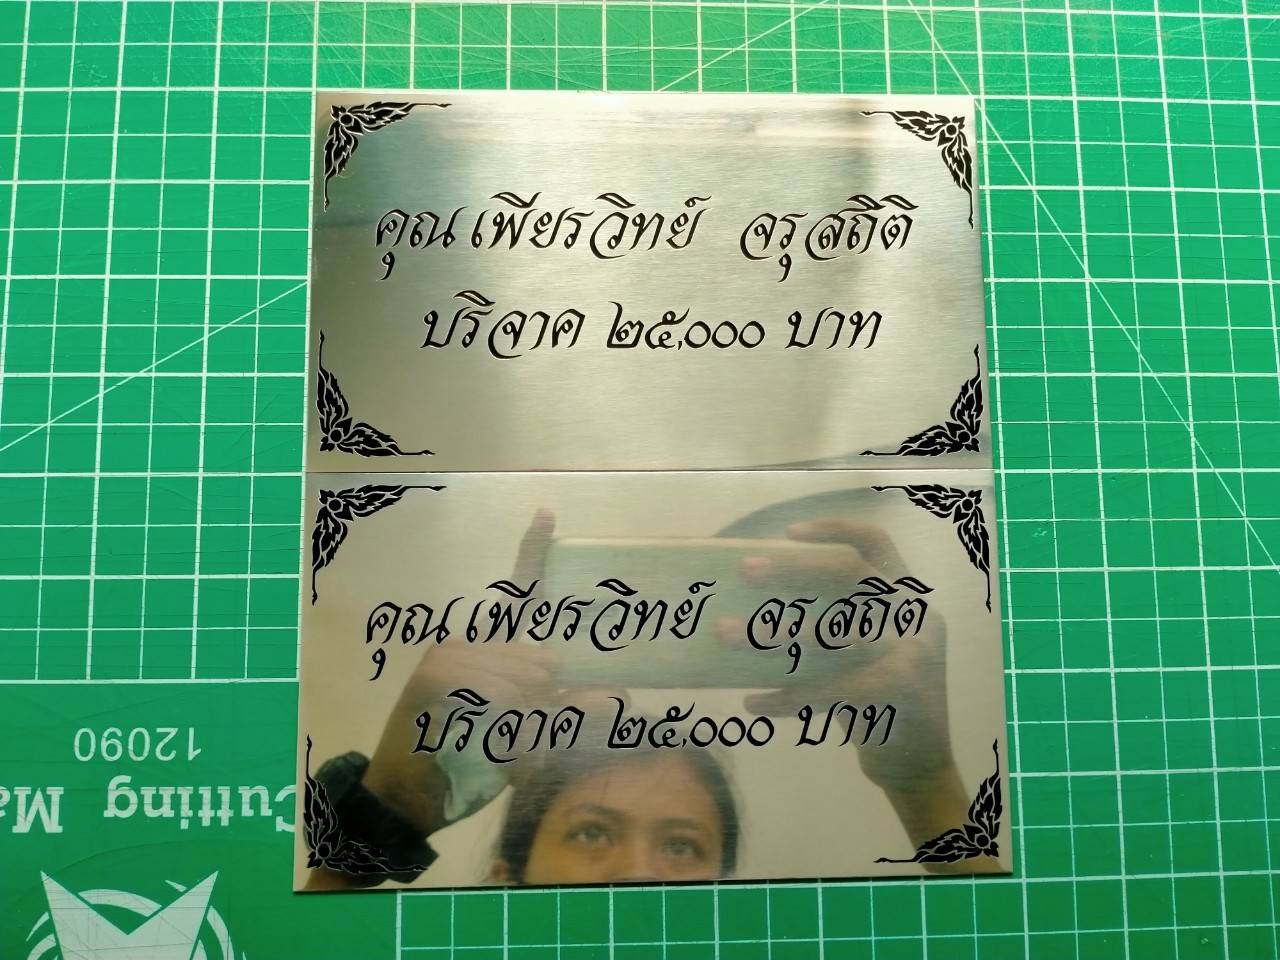 คุณ เพียรวิทย์ จรุสถิติ
บริจาค ๒๕,๐๐๐ บาท
คุณ เพียรวิทย์ จรุสถิติ
บริจาค ๒๕,๐๐๐ บาท
12090
Cutting Ma